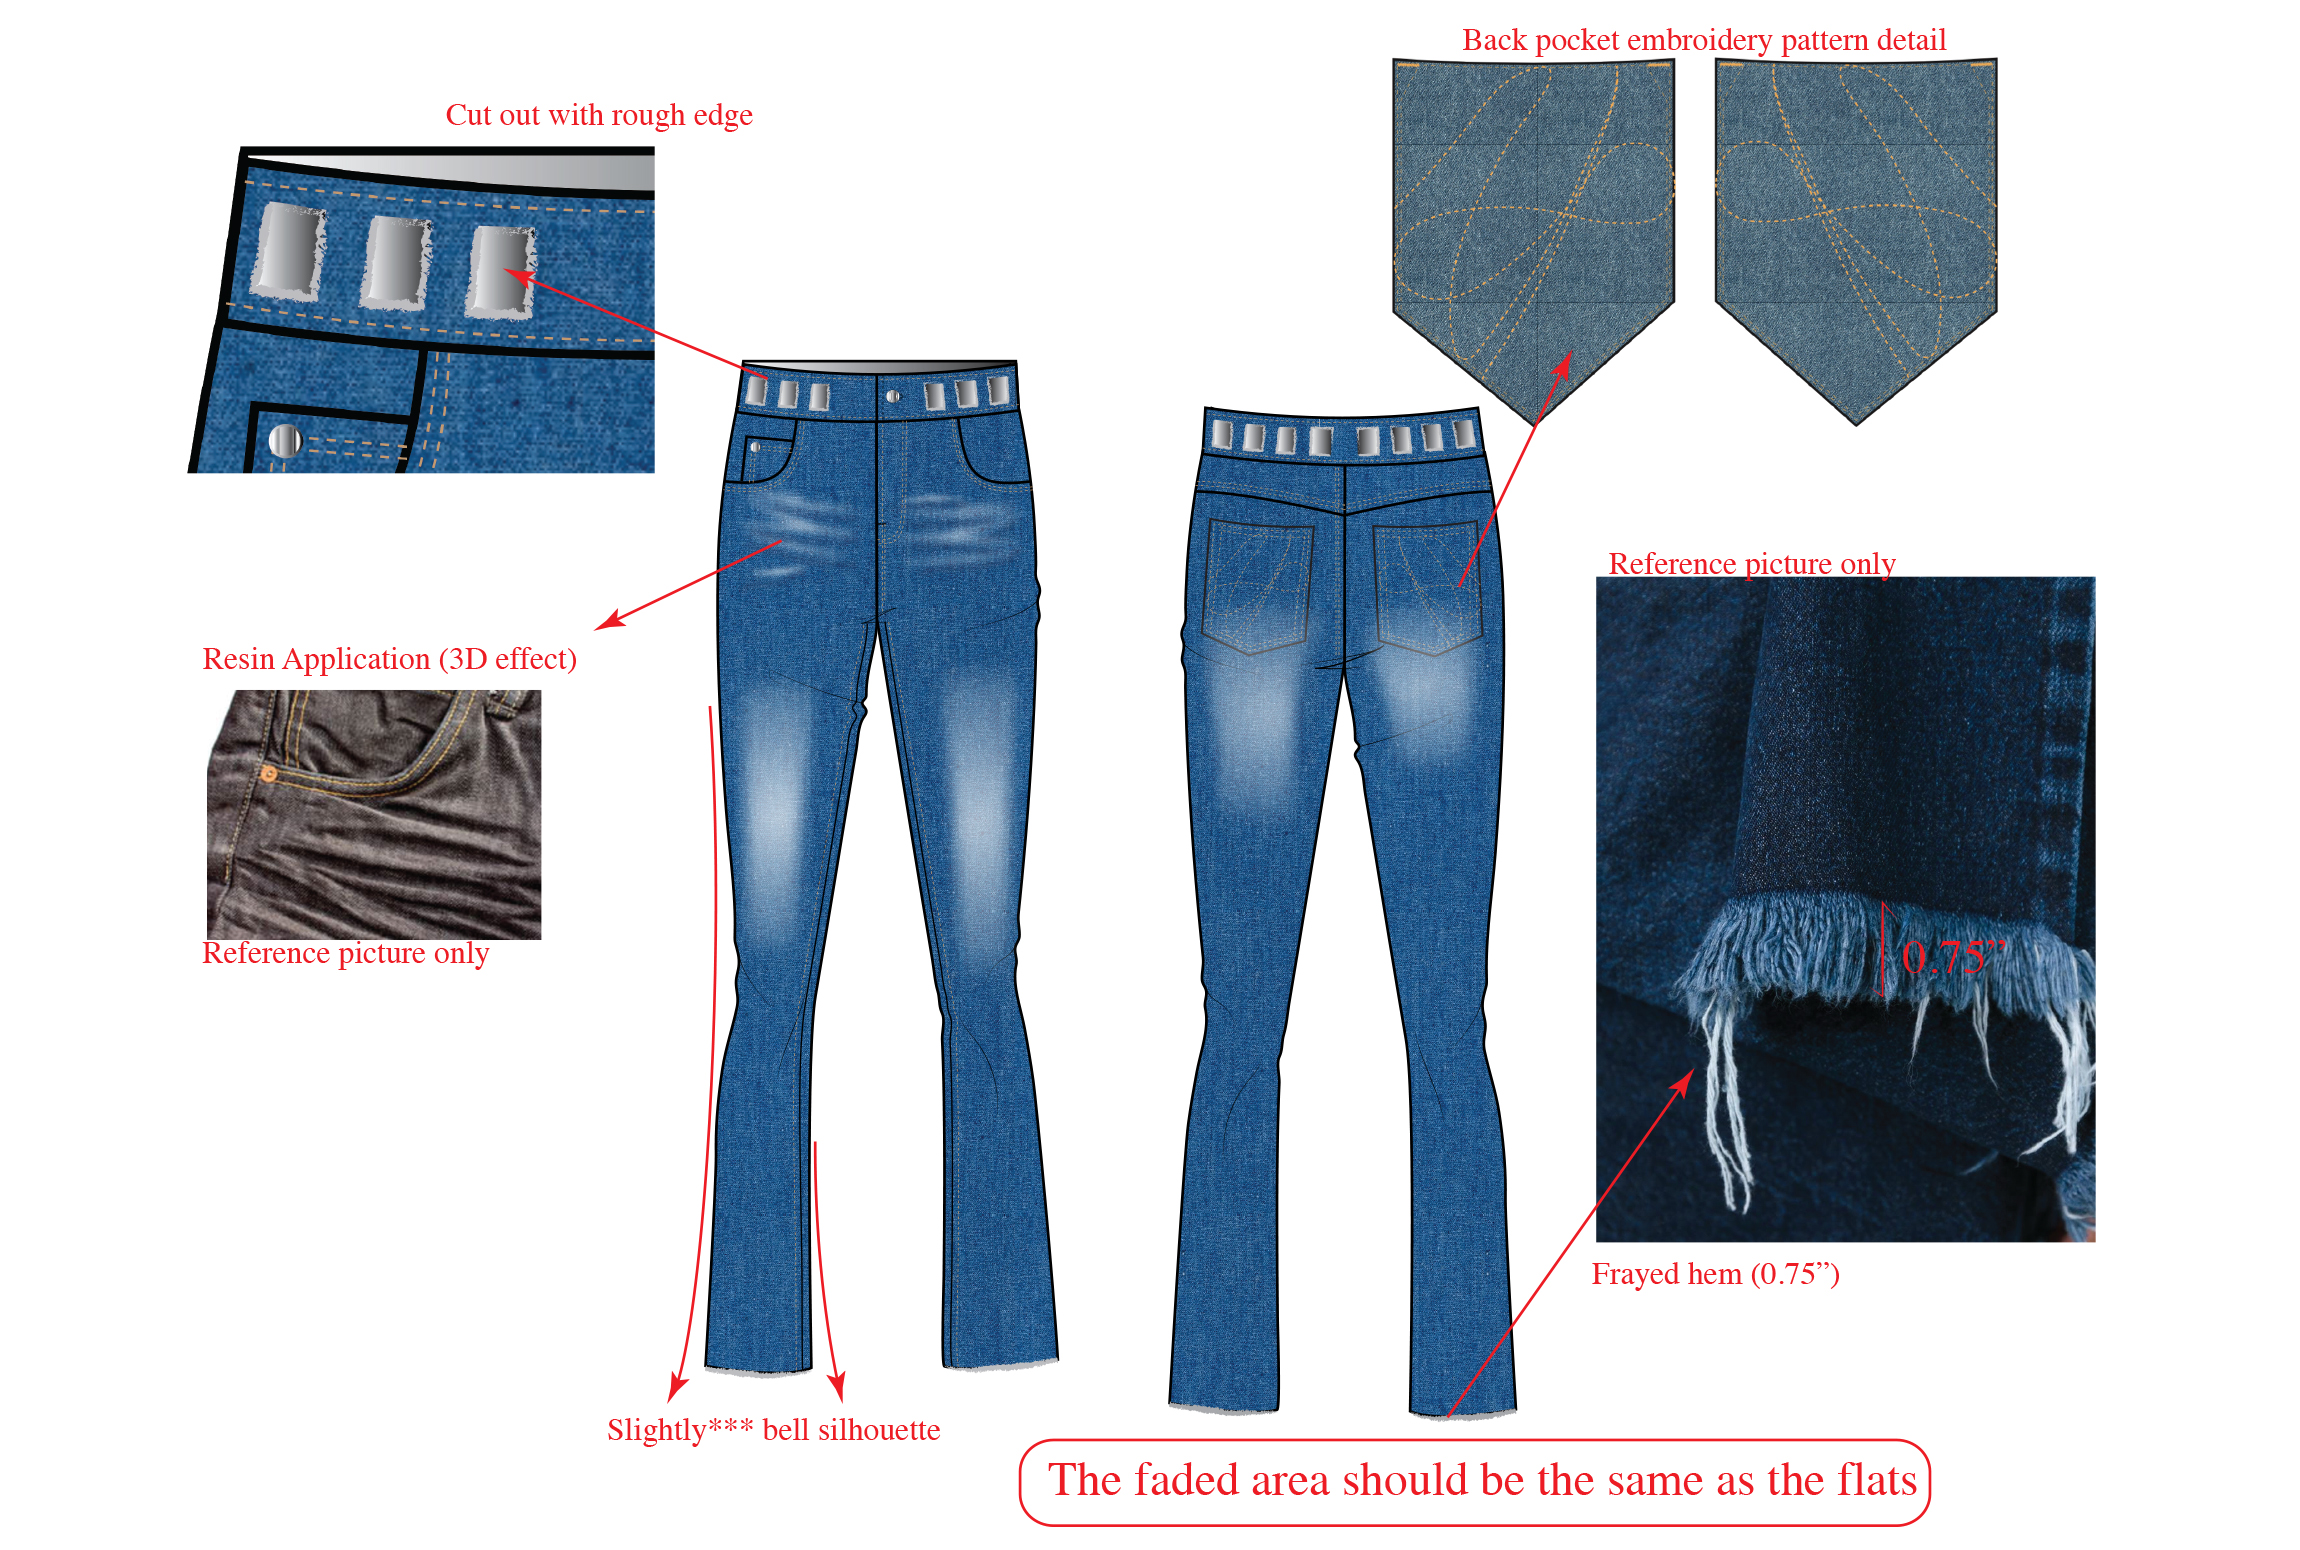 Back pocket embroidery pattern detail
Cut out with rough edge
Reference picture only
Resin Application (3D effect)
Reference picture only
0.75”
Frayed hem (0.75”)
Slightly*** bell silhouette
The faded area should be the same as the flats